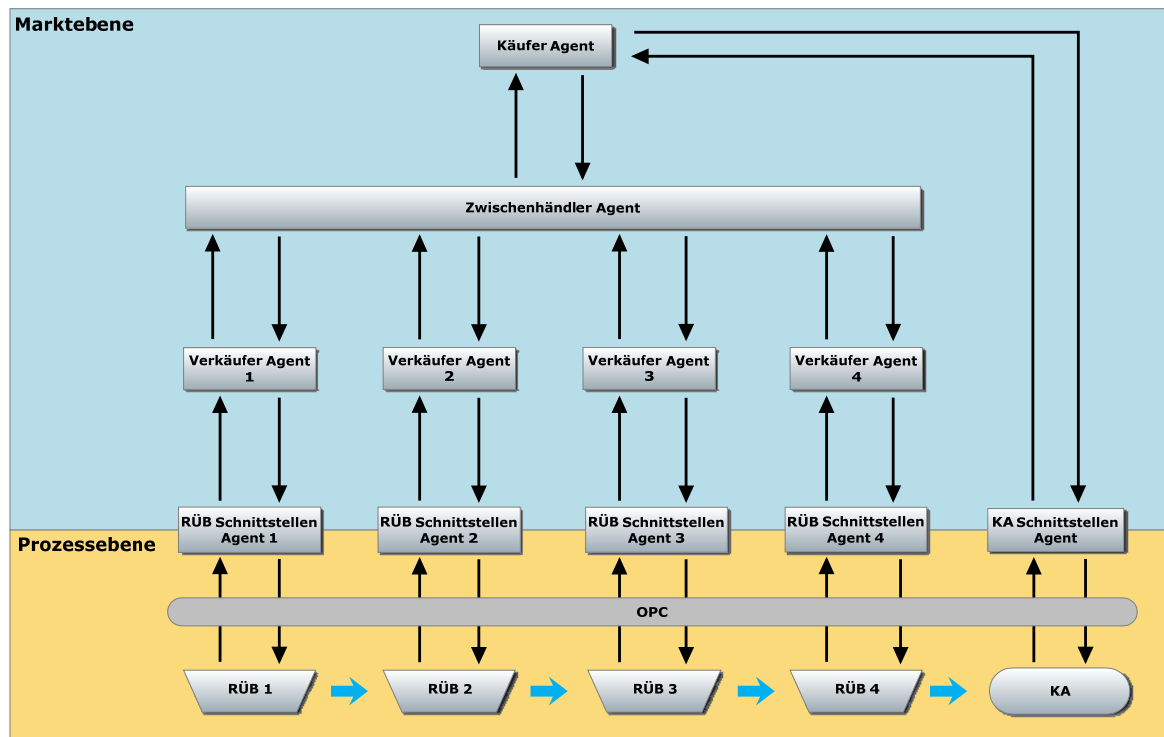 Marktebene
Käufer Agent
Zwischenhändler Agent
Verkäufer Agent
1
Verkäufer Agent
2
Verkäufer Agent
3
Verkäufer Agent
4
RÜB Schnittstellen
Agent 1
RÜB Schnittstellen
Agent 2
RÜB Schnittstellen
Agent 3
RÜB Schnittstellen
Agent 4
KA Schnittstellen
Agent
Prozessebene
OPC
RÜB 1
RÜB 2
RÜB 3
RÜB 4
KA